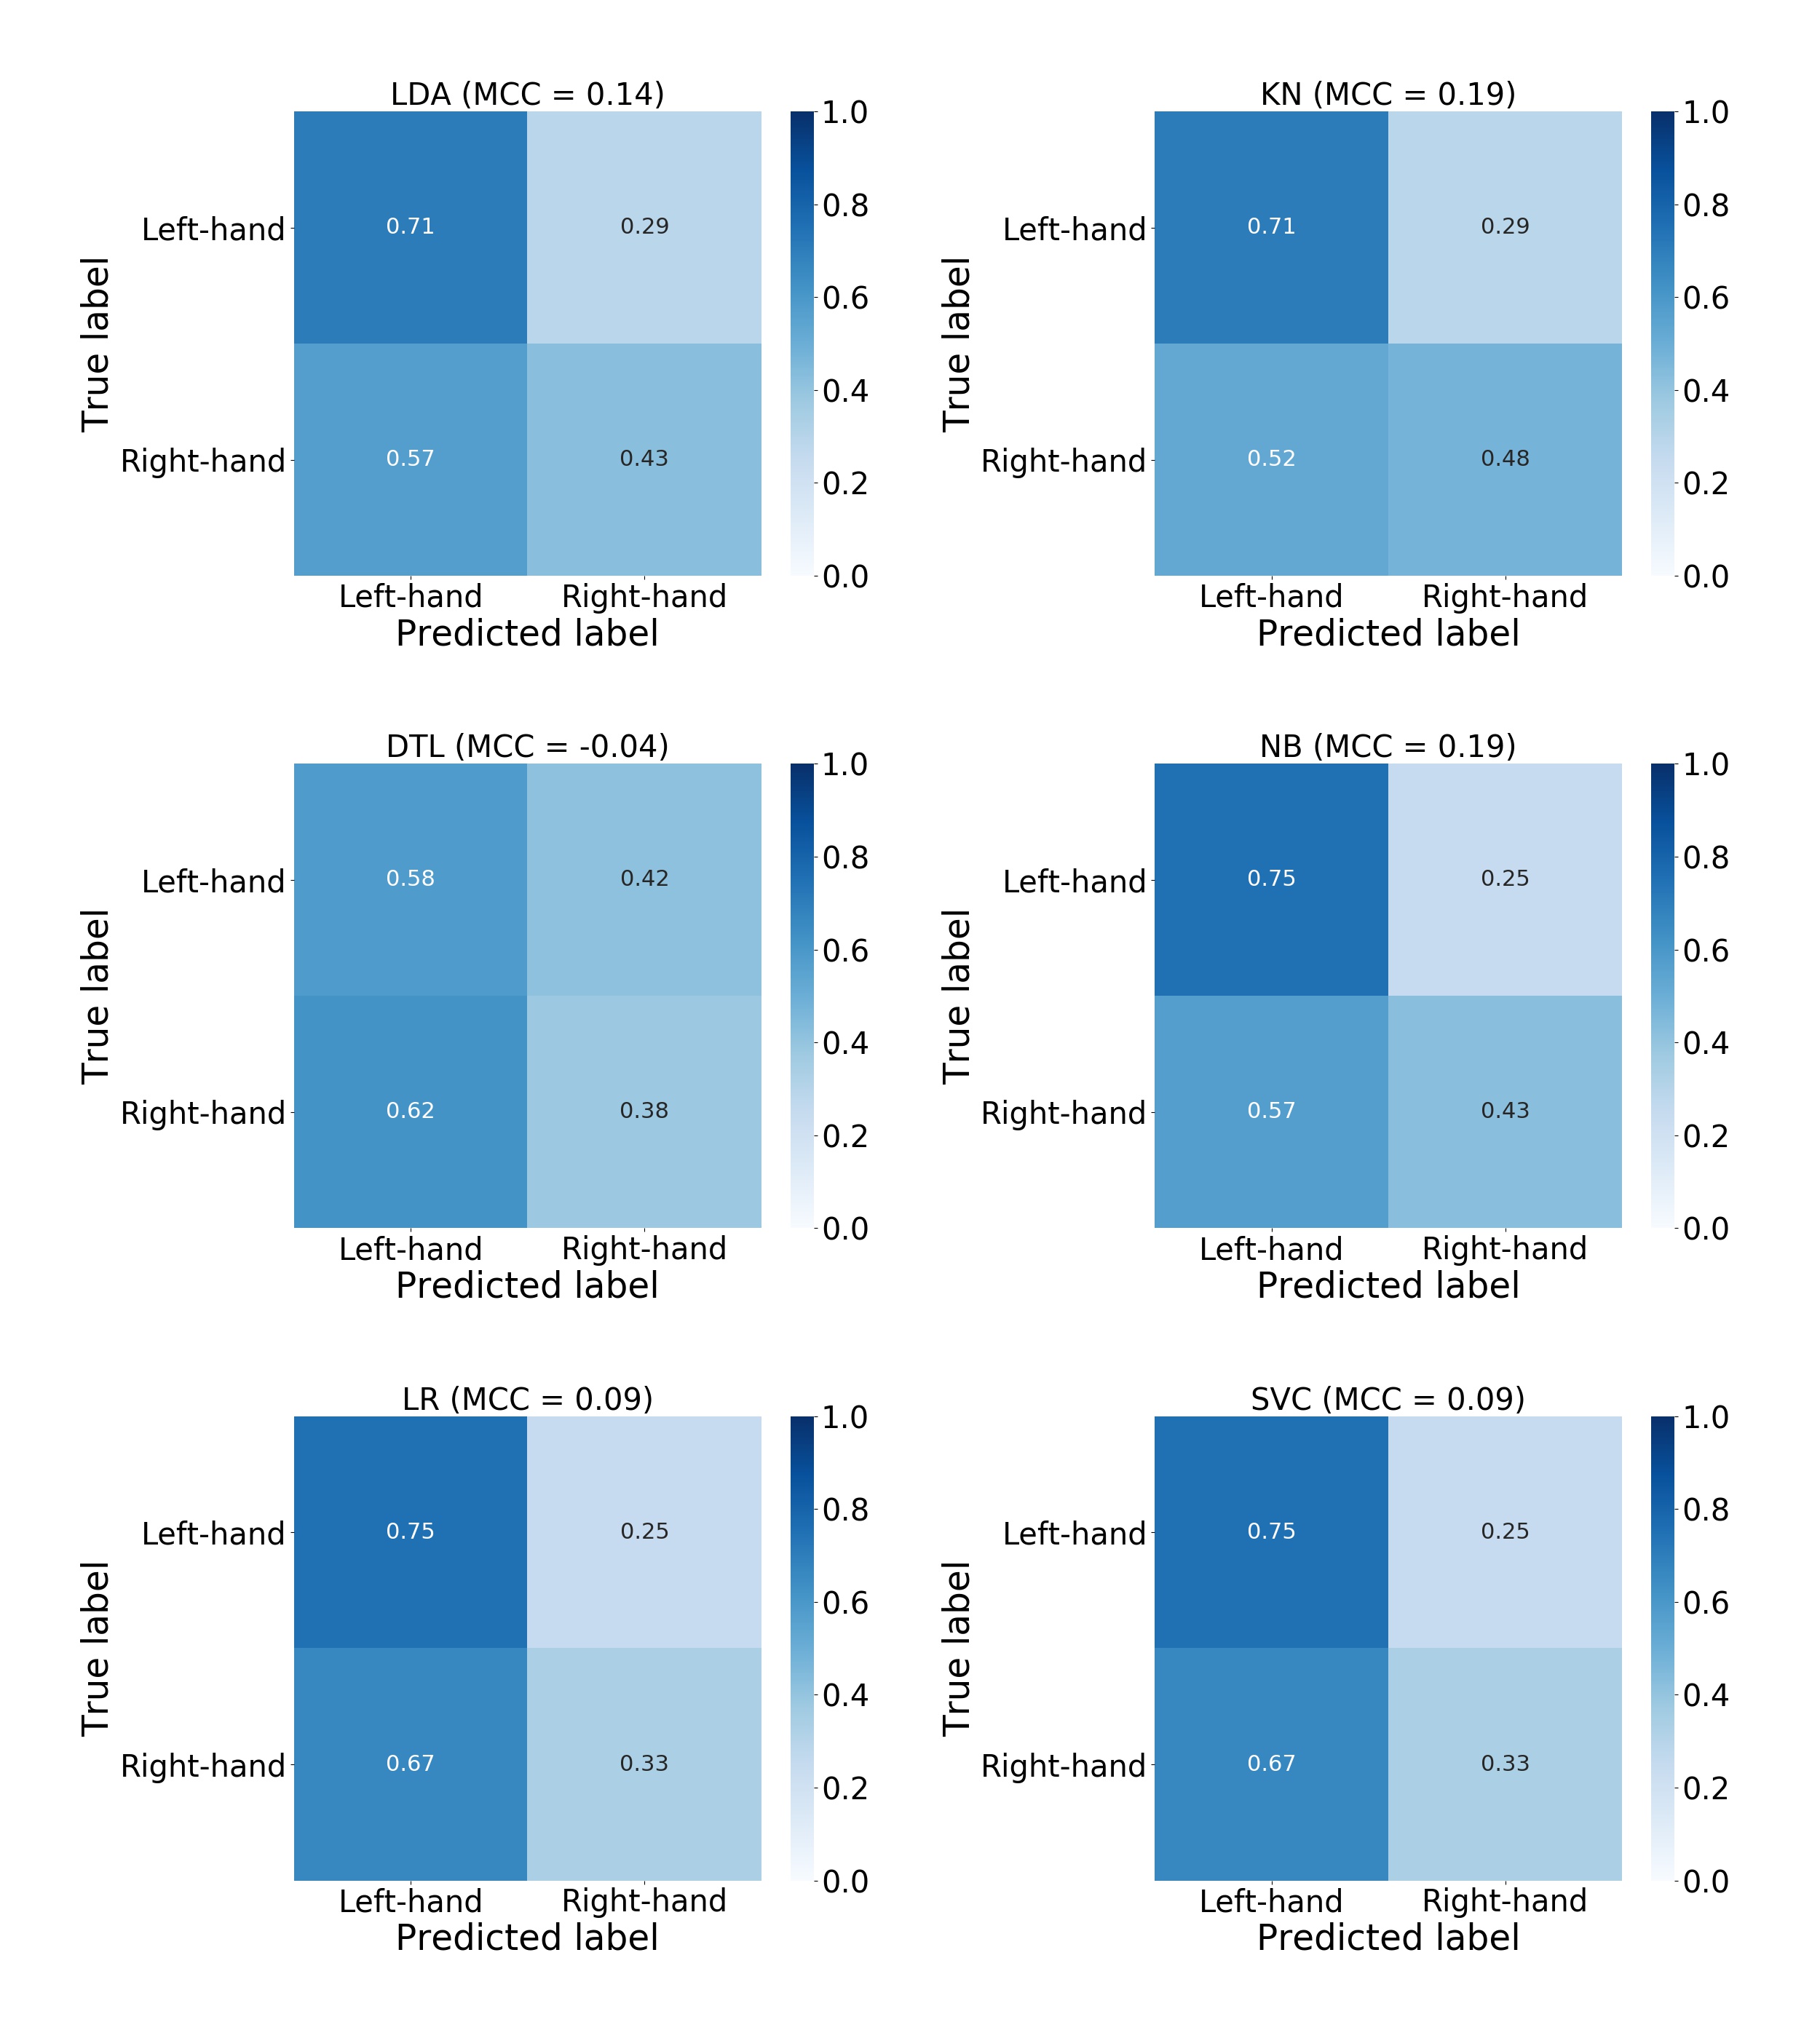 LDA (MCC = 0.14)
1.0
0.8
0.6
0.4
0.2
0.0
True label
Left-hand
0.71
0.29
Right-hand
0.57
0.43
Left-hand
Right-hand
Predicted label
KN (MCC = 0.19)
1.0
0.8
0.6
0.4
0.2
0.0
True label
Left-hand
0.71
0.29
Right-hand
0.52
0.48
Left-hand
Right-hand
Predicted label
DTL (MCC = -0.04)
1.0
0.8
0.6
0.4
0.2
0.0
True label
Left-hand
0.58
0.42
Right-hand
0.62
0.38
Left-hand
Right-hand
Predicted label
NB (MCC = 0.19)
1.0
0.8
0.6
0.4
0.2
0.0
True label
Left-hand
0.75
0.25
Right-hand
0.57
0.43
Left-hand
Right-hand
Predicted label
LR (MCC = 0.09)
1.0
0.8
0.6
0.4
0.2
0.0
True label
Left-hand
0.75
0.25
Right-hand
0.67
0.33
Left-hand
Right-hand
Predicted label
SVC (MCC = 0.09)
1.0
0.8
0.6
0.4
0.2
0.0
True label
Left-hand
0.75
0.25
Right-hand
0.67
0.33
Left-hand
Right-hand
Predicted label